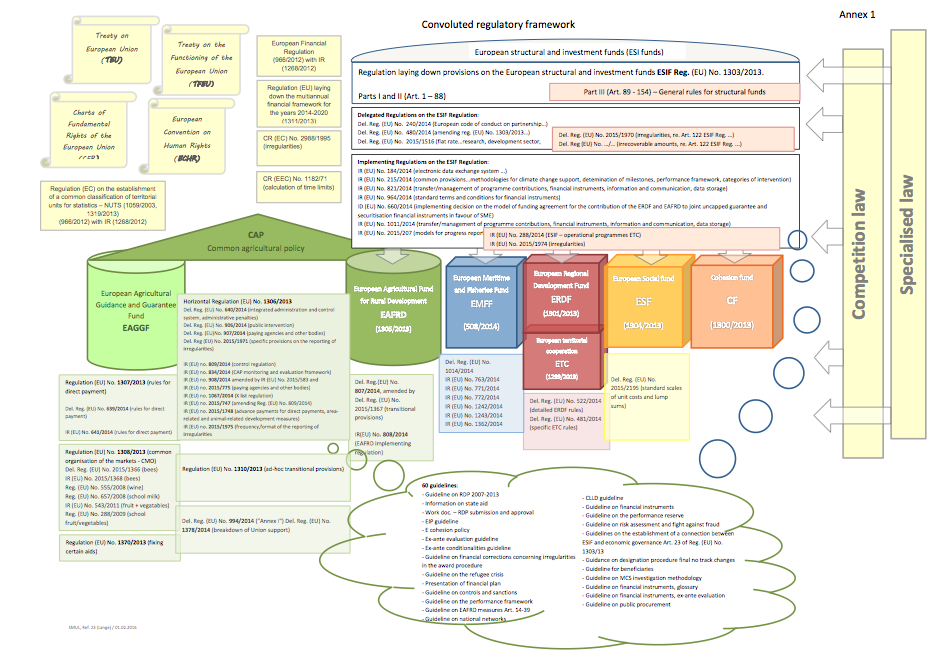 Annex 1
Convoluted regulatory framework
Treaty on
European Union
(TEU)
Treaty on the
Functioning of the
European Union
(TFEU)
Charta of
Fundamental
Rights of the
European Union
European
Convention on
Human Rights
(ECHR)
European Financial
Regulation
(966/2012) with IR
(1268/2012)
Regulation (EU) laying
down the multiannual
financial framework for
the years 2014-2020
(1311/2013)
CR (EC) No. 2988/1995
(irregularities)
CR (EEC) No. 1182/71
(calculation of time limits)
Regulation (EC) on the establishment
of a common classification of territorial
units for statistics – NUTS (1059/2003,
1319/2013)
(966/2012) with IR (1268/2012)
European structural and investment funds (ESI funds)
Regulation laying down provisions on the European structural and investment funds ESIF Reg. (EU) No. 1303/2013.
Parts I and II (Art. 1 – 88)
Part III (Art. 89 - 154) – General rules for structural funds
Delegated Regulations on the ESIF Regulation:
Del. Reg. (EU) No. 240/2014 (European code of conduct on partnership...)
Del. Reg. (EU) No. 480/2014 (amending reg. (EU) No. 1303/2013...)
Del. Reg. (EU) No. 2015/1516 (flat rate...research, development sector,
Del. Reg. (EU) No. 2015/1970 (irregularities, re. Art. 122 ESIF Reg. ...)
Del. Reg. (EU) No. .../... (irrecoverable amounts, re. Art. 122 ESIF Reg. ...)
Implementing Regulations on the ESIF Regulation:
IR (EU) No. 184/2014 (electronic data exchange system ...)
IR (EU) No. 215/2014 (common provisions...methodologies for climate change support, determination of milestones, performance framework, categories of intervention)
IR (EU) No. 821/2014 (transfer/management of programme contributions, financial instruments, information and communication, data storage)
IR (EU) No. 964/2014 (standard terms and conditions for financial instruments)
IR (EU) No. 660/2014 (implementing decision on the model of funding agreement for the contribution of the ERDF and EAFRD to joint uncapped guarantee and
securitisation financial instruments in favour of SME)
IR (EU) No. 1011/2014 (transfer/management of programme contributions, financial instruments, information and communication, data storage)
IR (EU) No. 2015/207 (models for progress repor
IR (EU) No. 288/2014 (ESIF – operational programmes ETC)
IR (EU) No. 2015/1974 (irregularities)
Competition law
Specialised law
CAP
Common agricultural policy
European Agricultural
Guidance and Guarantee
Fund
EAGGF
Horizontal Regulation (EU) No. 1306/2013
Del. Reg. (EU) No. 640/2014 (integrated administration and control
system, administrative penalties)
Del. Reg. (EU) No. 906/2014 (public intervention)
Del. Reg. (EU)No. 907/2014 (paying agencies and other bodies)
Del. Reg (EU)No. 2015/1971 (specific provisions on the reporting of
irregularities)
IR (EU) No. 809/2014 (control regulation)
IR (EU) No. 834/2014 (CAP monitoring and evaluation framework)
IR (EU) No. 908/2014 amended by IR (EU) No. 2015/583 and
IR (EU) No. 2015/775 (paying agencies and other bodies)
IR (EU) no. 1067/2014 (X list regulation)
IR (EU) no. 2015/747 (amending Reg. (EU) No. 809/2014)
IR (EU) no. 2015/1748 (advance payments for direct payments, area-
related and animal-related development measures)
IR (EU) no. 2015/1975 (frequency/format of the reporting of
irregularities)
European Agricultural Fund
for Rural Development
EAFRD
(1305/2013)
European Maritime
and Fisheries Fund
EMFF
(508/2014)
European Regional
Development Fund
ERDF
(1301/2013)
European territorial
cooperation
ETC
(1299/2013)
European Social fund
ESF
(1304/2013)
Cohesion fund
CF
(1300/2013)
Regulation (EU) No. 1307/2013 (rules for
direct payment)
Del. Reg. (EU) No. 639/2014 (rules for direct
payment)
IR (EU) No. 641/2014 (rules for direct payment)
Del. Reg. (EU) No.
807/2014, amended by
Del. Reg. (EU) No.
2015/1367 (transitional
provisions)
IR(EU) No. 808/2014
(EAFRD implementing
regulation)
Del. Reg. (EU) No.
1014/2014
IR (EU) No. 763/2014
IR (EU) No. 771/2014
IR (EU) No. 772/2014
IR (EU) No. 1242/2014
IR (EU) No. 1243/2014
IR (EU) No. 1362/2014
Del. Reg. (EU) No. 522/2014
(detailed ERDF rules)
Del. Reg. (EU) No. 481/2014
(specific ETC rules)
Del. Reg. (EU) No.
2015/2195 (standard scales
of unit costs and lump
sums)
Regulation (EU) No. 1308/2013 (common
organisation of the markets - CMO)
Del. Reg. (EU) No. 2015/1366 (bees)
IR (EU) No. 2015/1368 (bees)
Reg. (EU) No. 555/2008 (wine)
Reg. (EU) No. 657/2008 (school milk)
IR (EU) No. 543/2011 (fruit + vegatables)
Reg. (EU) No. 288/2009 (school
fruit/vegetables)
Regulation (EU) No. 1310/2013 (ad-hoc transitional provisions)
Del. Reg. (EU) No. 994/2014 ("Annex I") Del. Reg. (EU) No.
1378/2014 (breakdown of Union support)
Regulation (EU) No. 1370/2013 (fixing
certain aids)
60 guidelines:
- Guideline on RDP 2007-2013
- Information on state aid
- Work doc. – RDP submission and approval
- EIP guideline
- E cohesion policy
- Ex-ante evaluation guideline
- Ex-ante conditionalities guideline
- Guideline on financial corrections concerning irregularities
in the award procedure
- Guideline on the refugee crisis
- Presentation of financial plan
- Guideline on controls and sanctions
- Guideline on the performance framework
- Guideline on EAFRD measures Art. 14-39
- Guideline on national networks
- CLLD guideline
- Guideline on financial instruments
- Guideline on the performance reserve
- Guideline on risk assessment and fight against fraud
- Guidelines on the establishment of a connection between
ESIF and economic governance Art. 23 of Reg. (EU) No.
1303/13
- Guidance on designation procedure final no track changes
- Guideline for beneficiaries
- Guideline on MCS investigation methodology
- Guideline on financial instruments, glossary
- Guideline on financial instruments, ex-ante evaluation
- Guideline on public procurement
SMUL, Ref. 23 (Lange) / 01.02.2016